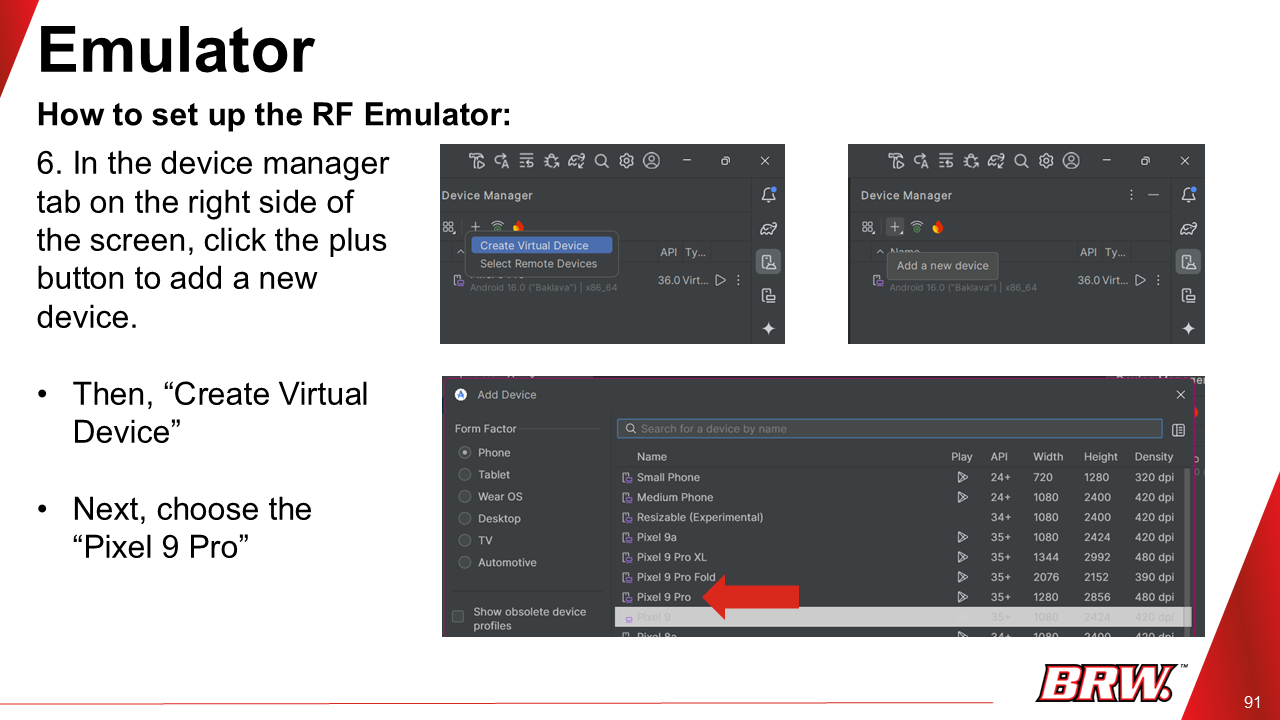 Emulator
How to set up the RF Emulator:
6. In the device manager
tab on the right side of
the screen, click the plus
button to add a new
device.
• Then, “Create Virtual
Device”
• Next, choose the
“Pixel 9 Pro”
Device Manager
Create Virtual Device
Select Remote Devices
API Ty...
36.0 Virt...
Android 16.0 ("Baklava") | x86_64
Device Manager
Name API Ty...
Add a new device
36.0 Virt...
Android 16.0 ("Baklava") | x86_64
Add Device
Form Factor
Phone
Tablet
Wear OS
Desktop
TV
Automotive
Show obsolete device
profiles
Search for a device by name
Name Play API Width Height Density
Small Phone 24+ 720 1280 320 dpi
Medium Phone 24+ 1080 2400 420 dpi
Resizable (Experimental) 34+ 1080 2400 420 dpi
Pixel 9a 35+ 1080 2424 420 dpi
Pixel 9 Pro XL 35+ 1344 2992 480 dpi
Pixel 9 Pro Fold 35+ 2076 2152 390 dpi
Pixel 9 Pro 35+ 1280 2856 480 dpi
Pixel 9 35+ 1080 2424 420 dpi
Pixel 8a 34+ 1080 2400 420 dpi
BRW.™
91